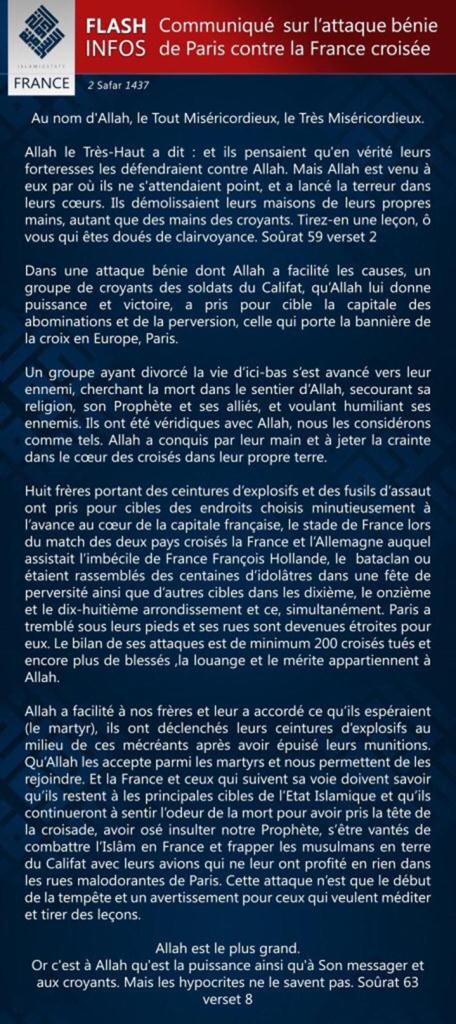 ISLAMICSTATE
FRANCE
FLASH
INFOS
Communiqué sur l'attaque bénie
de Paris contre la France croisée
2 Safar 1437
Au nom d'Allah, le Tout Miséricordieux, le Très Miséricordieux.
Allah le Très-Haut a dit : et ils pensaient qu'en vérité leurs
forteresses les défendraient contre Allah. Mais Allah est venu à
eux par où ils ne s'attendaient point, et a lancé la terreur dans
leurs cœurs. Ils démolissaient leurs maisons de leurs propres
mains, autant que des mains des croyants. Tirez-en une leçon, ô
vous qui êtes doués de clairvoyance. Soûrat 59 verset 2
Dans une attaque bénie dont Allah a facilité les causes, un
groupe de croyants des soldats du Califat, qu'Allah lui donne
puissance et victoire, a pris pour cible la capitale des
abominations et de la perversion, celle qui porte la bannière de
la croix en Europe, Paris.
Un groupe ayant divorcé la vie d'ici-bas s'est avancé vers leur
ennemi, cherchant la mort dans le sentier d'Allah, secourant sa
religion, son Prophète et ses alliés, et voulant humiliant ses
ennemis. Ils ont été véridiques avec Allah, nous les considérons
comme tels. Allah a conquis par leur main et à jeter la crainte
dans le cœur des croisés dans leur propre terre.
Huit frères portant des ceintures d'explosifs et des fusils d'assaut
ont pris pour cibles des endroits choisis minutieusement à
l'avance au cœur de la capitale française, le stade de France lors
du match des deux pays croisés la France et l'Allemagne auquel
assistait l'imbécile de France François Hollande, le bataclan ou
étaient rassemblés des centaines d'idolâtres dans une fête de
perversité ainsi que d'autres cibles dans les dixième, le onzième
et le dix-huitième arrondissement et ce, simultanément. Paris a
tremblé sous leurs pieds et ses rues sont devenues étroites pour
eux. Le bilan de ses attaques est de minimum 200 croisés tués et
encore plus de blessés ,la louange et le mérite appartiennent à
Allah.
Allah a facilité à nos frères et leur a accordé ce qu'ils espéraient
(le martyr), ils ont déclenchés leurs ceintures d'explosifs au
milieu de ces mécréants après avoir épuisé leurs munitions.
Qu'Allah les accepte parmi les martyrs et nous permettent de les
rejoindre. Et la France et ceux qui suivent sa voie doivent savoir
qu'ils restent à les principales cibles de l'Etat Islamique et qu'ils
continueront à sentir l'odeur de la mort pour avoir pris la tête de
la croisade, avoir osé insulter notre Prophète, s'être vantés de
combattre l'Islâm en France et frapper les musulmans en terre
du Califat avec leurs avions qui ne leur ont profité en rien dans
les rues malodorantes de Paris. Cette attaque n'est que le début
de la tempête et un avertissement pour ceux qui veulent méditer
et tirer des leçons.
Allah est le plus grand.
Or c'est à Allah qu'est la puissance ainsi qu'à Son messager et
aux croyants. Mais les hypocrites ne le savent pas. Soûrat 63
verset 8